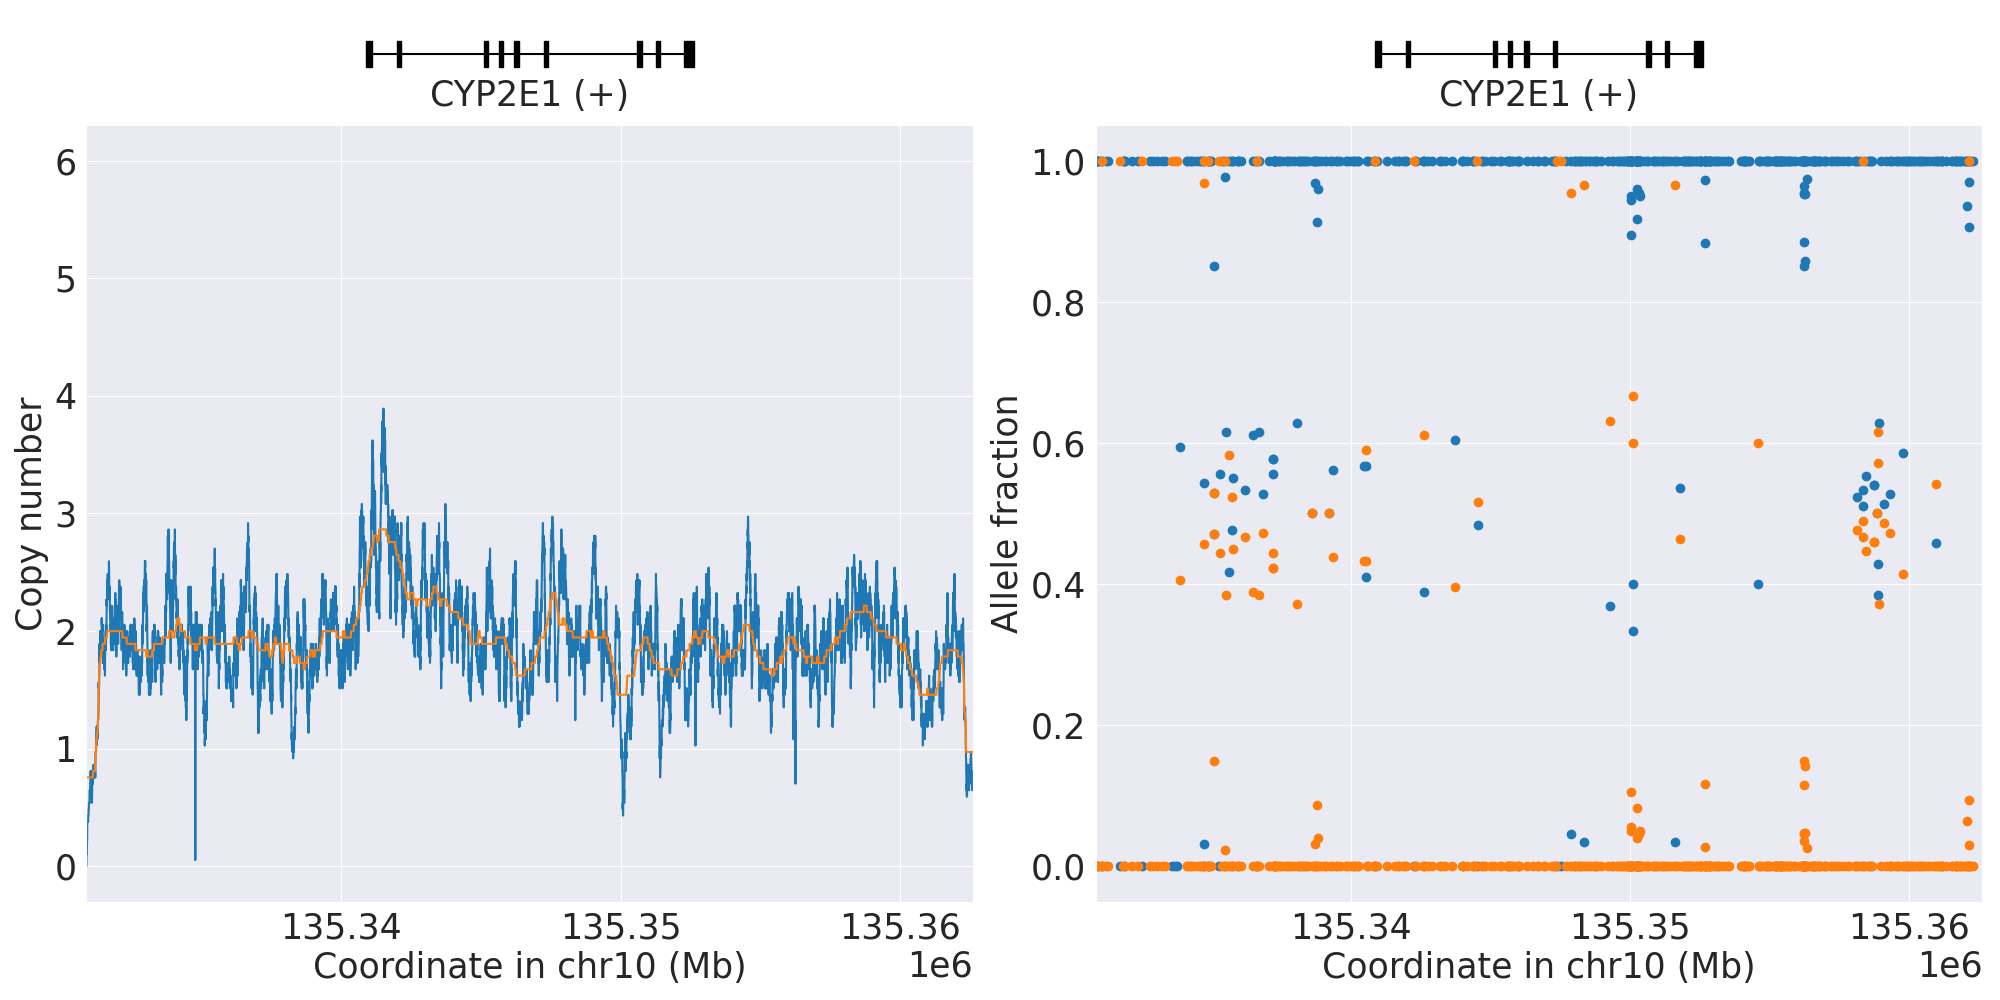 CYP2E1 (+)
6
5
4
3
2
1
0
Copy number
135.34 135.35 135.36
Coordinate in chr10 (Mb)
1e6
CYP2E1 (+)
1.0
0.8
0.6
0.4
0.2
0.0
Allele fraction
135.34 135.35 135.36
Coordinate in chr10 (Mb)
1e6